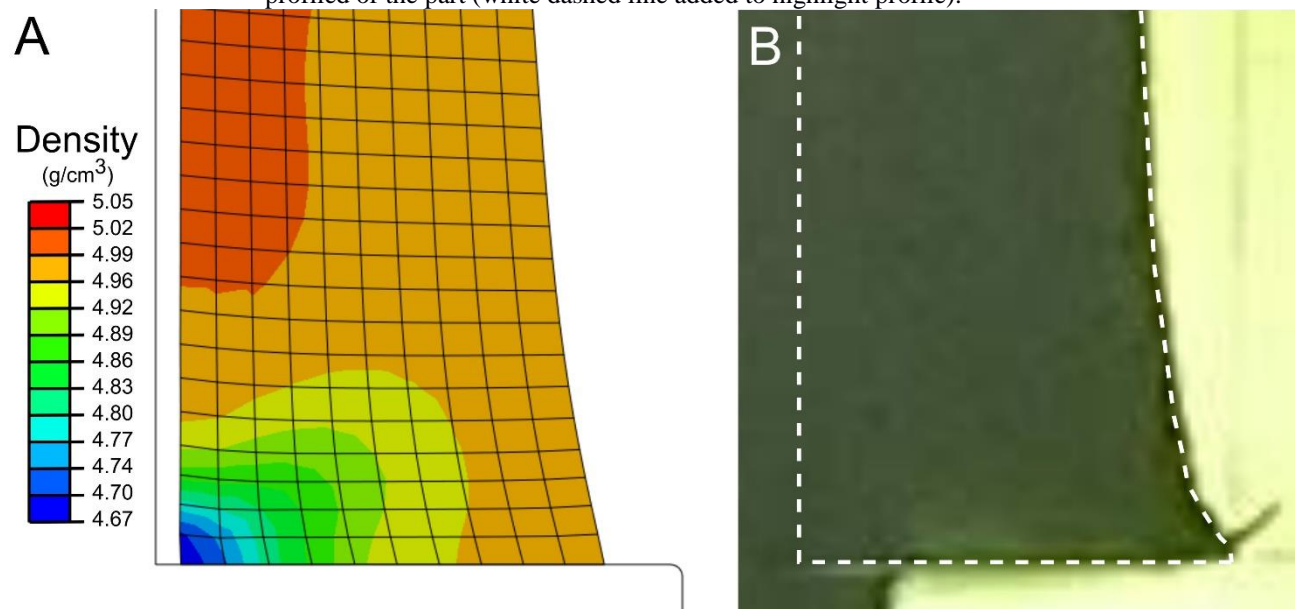 profiled of the part (white dashed line added to highlight profile).
A
B
Density
(g/cm³)
5.05
5.02
4.99
4.96
4.92
4.89
4.86
4.83
4.80
4.77
4.74
4.70
4.67